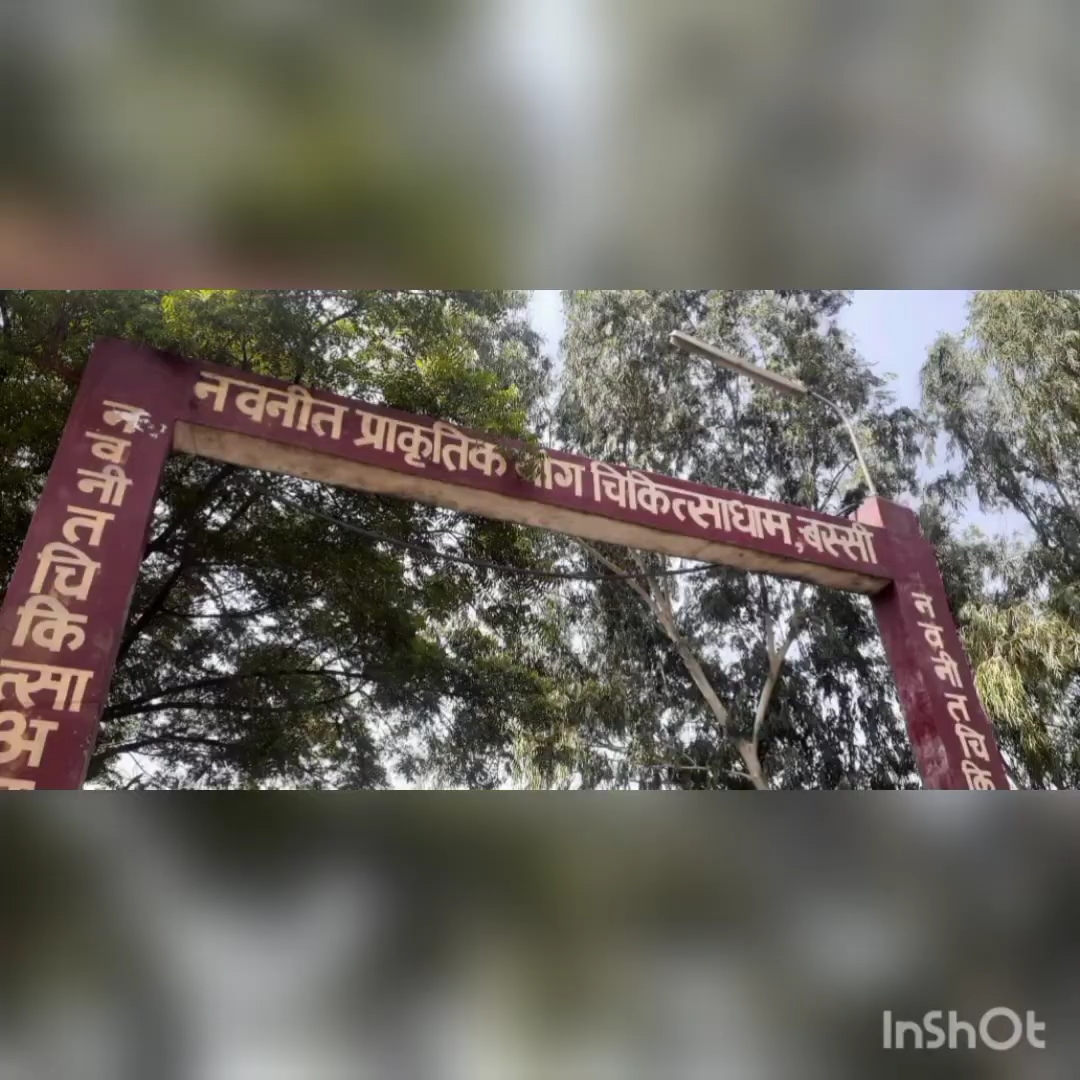 नवनीत प्राकृतिक योग चिकित्साधाम,बस्सी
नवनीत चिकित्सा
नवनीत चिकि
InShOt